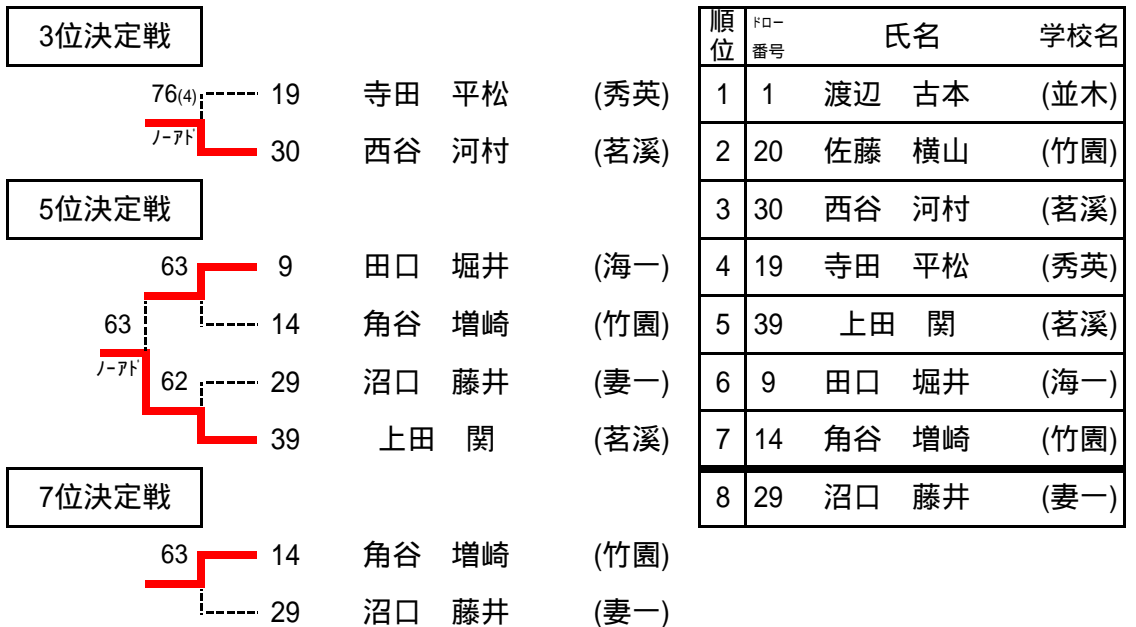 3位決定戦
76(4) 19 寺田 平松 (秀英)
ノーアド 30 西谷 河村 (茗溪)
5位決定戦
63 9 田口 堀井 (海一)
63 14 角谷 増崎 (竹園)
ノーアド 62 29 沼口 藤井 (妻一)
39 上田 関 (茗溪)
7位決定戦
63 14 角谷 増崎 (竹園)
29 沼口 藤井 (妻一)
順位 ドロー番号 氏名 学校名
1 1 渡辺 古本 (並木)
2 20 佐藤 横山 (竹園)
3 30 西谷 河村 (茗溪)
4 19 寺田 平松 (秀英)
5 39 上田 関 (茗溪)
6 9 田口 堀井 (海一)
7 14 角谷 増崎 (竹園)
8 29 沼口 藤井 (妻一)